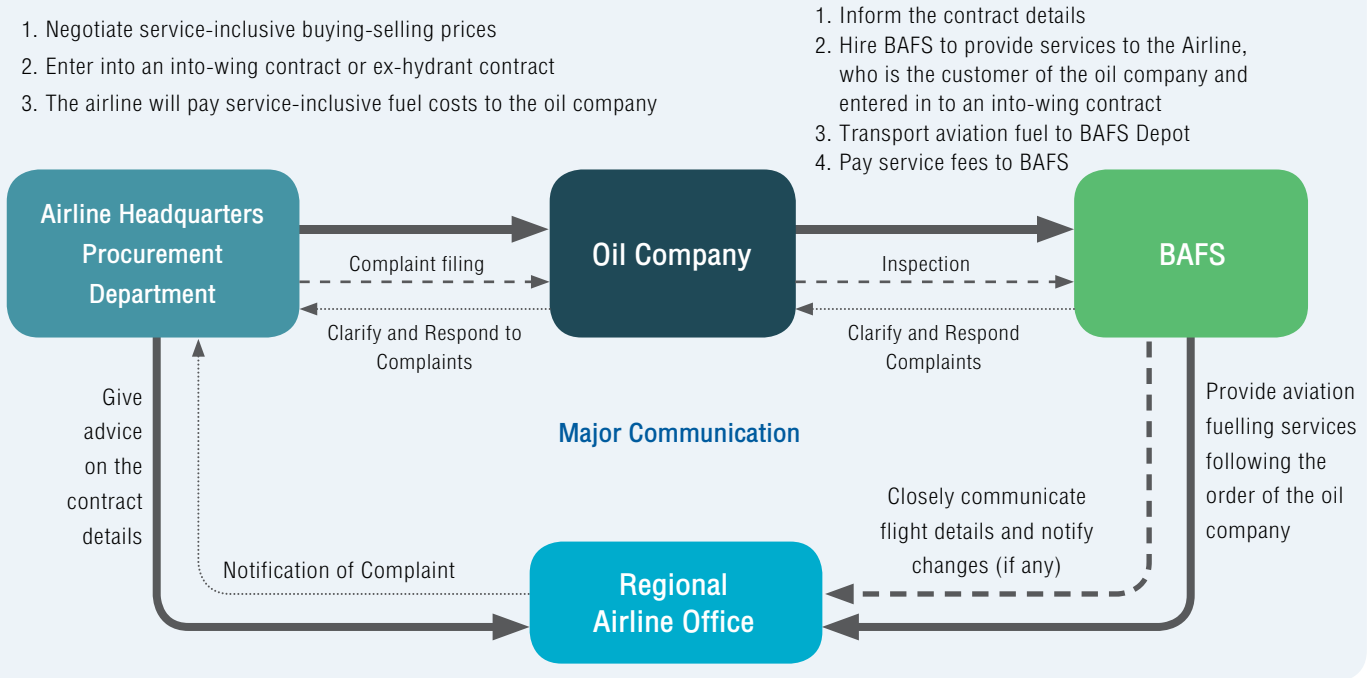 1. Negotiate service-inclusive buying-selling prices
2. Enter into an into-wing contract or ex-hydrant contract
3. The airline will pay service-inclusive fuel costs to the oil company
1. Inform the contract details
2. Hire BAFS to provide services to the Airline,
who is the customer of the oil company and
entered in to an into-wing contract
3. Transport aviation fuel to BAFS Depot
4. Pay service fees to BAFS
Airline Headquarters
Procurement
Department
Complaint filing
Clarify and Respond to
Complaints
Oil Company
Inspection
Clarify and Respond
Complaints
BAFS
Give
advice
on the
contract
details
Major Communication
Provide aviation
fuelling services
following the
order of the oil
company
Closely communicate
flight details and notify
changes (if any)
Notification of Complaint
Regional
Airline Office